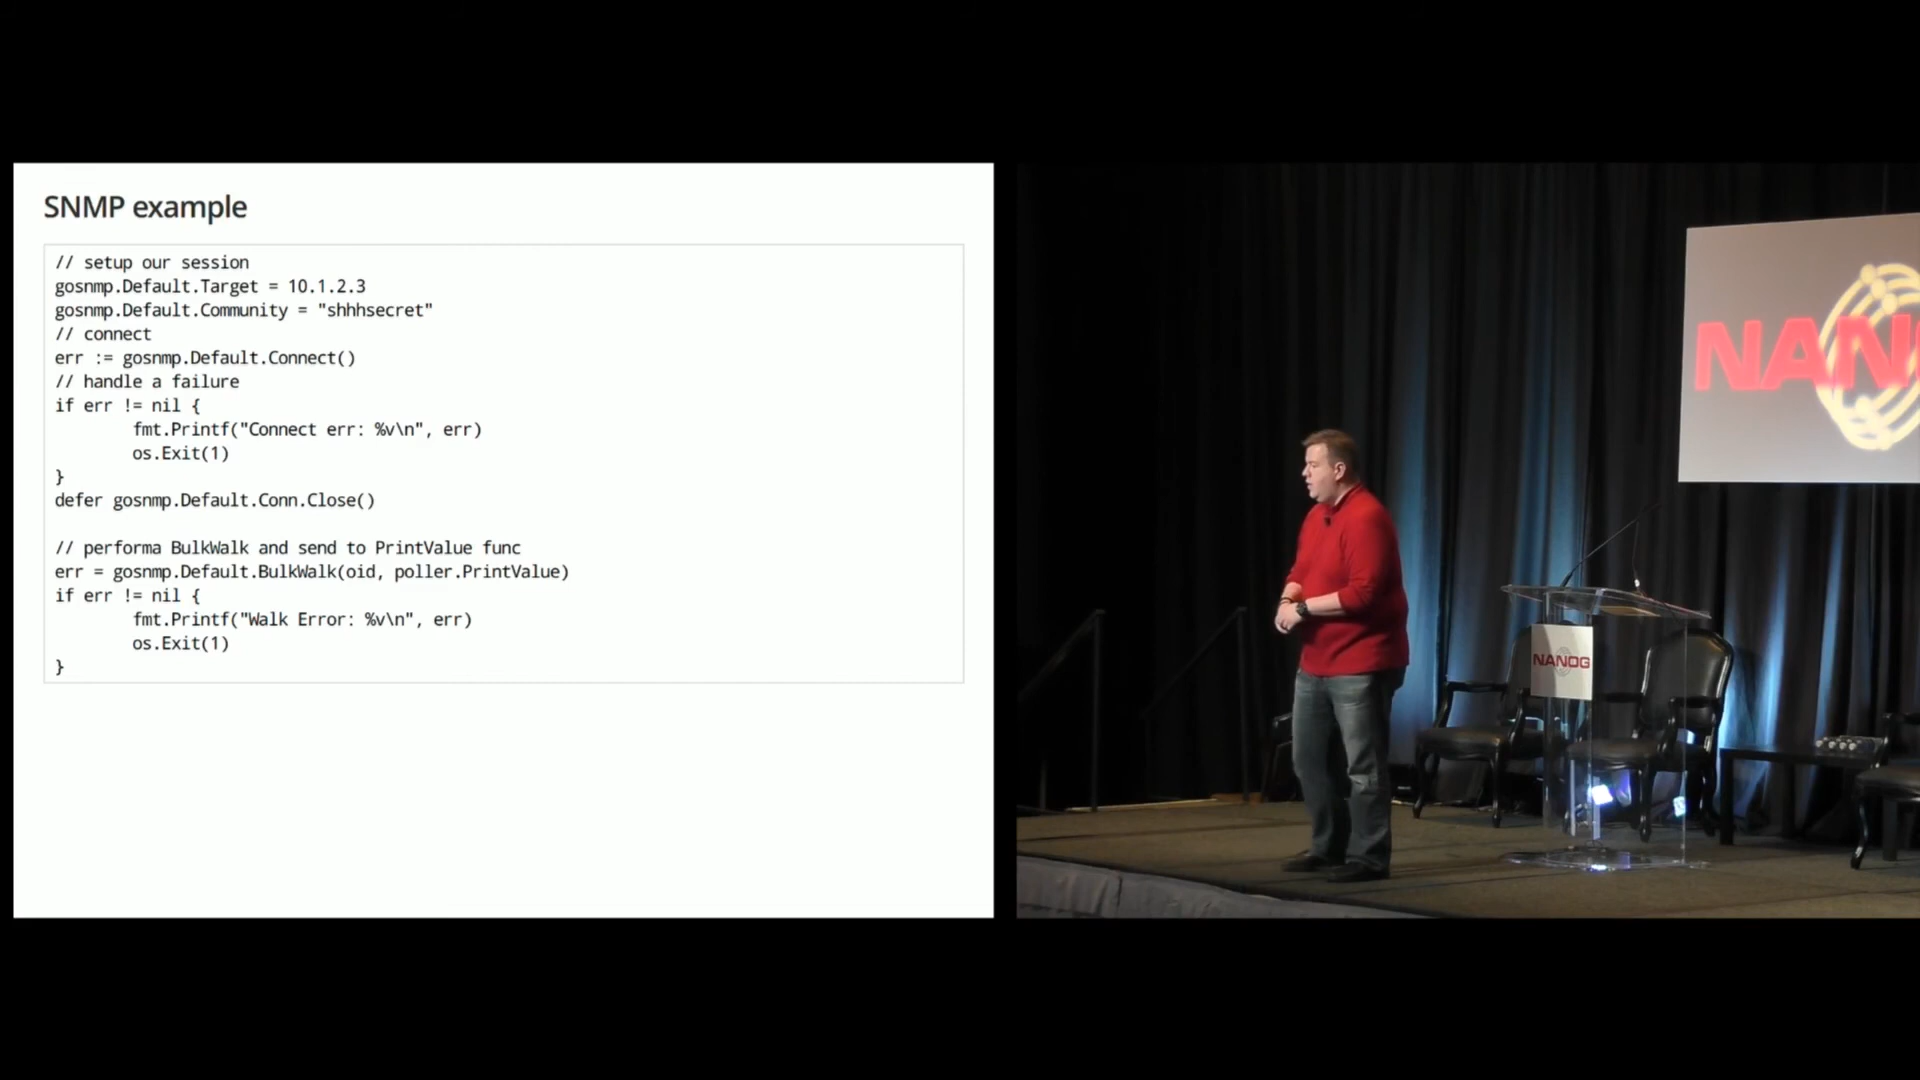 SNMP example
// setup our session
gosnmp.Default.Target = 10.1.2.3
gosnmp.Default.Community = "shhhsecret"
// connect
err := gosnmp.Default.Connect()
// handle a failure
if err != nil {
        fmt.Printf("Connect err: %v\n", err)
        os.Exit(1)
}
defer gosnmp.Default.Conn.Close()

// performa BulkWalk and send to PrintValue func
err = gosnmp.Default.BulkWalk(oid, poller.PrintValue)
if err != nil {
        fmt.Printf("Walk Error: %v\n", err)
        os.Exit(1)
}
NANO
NANOG